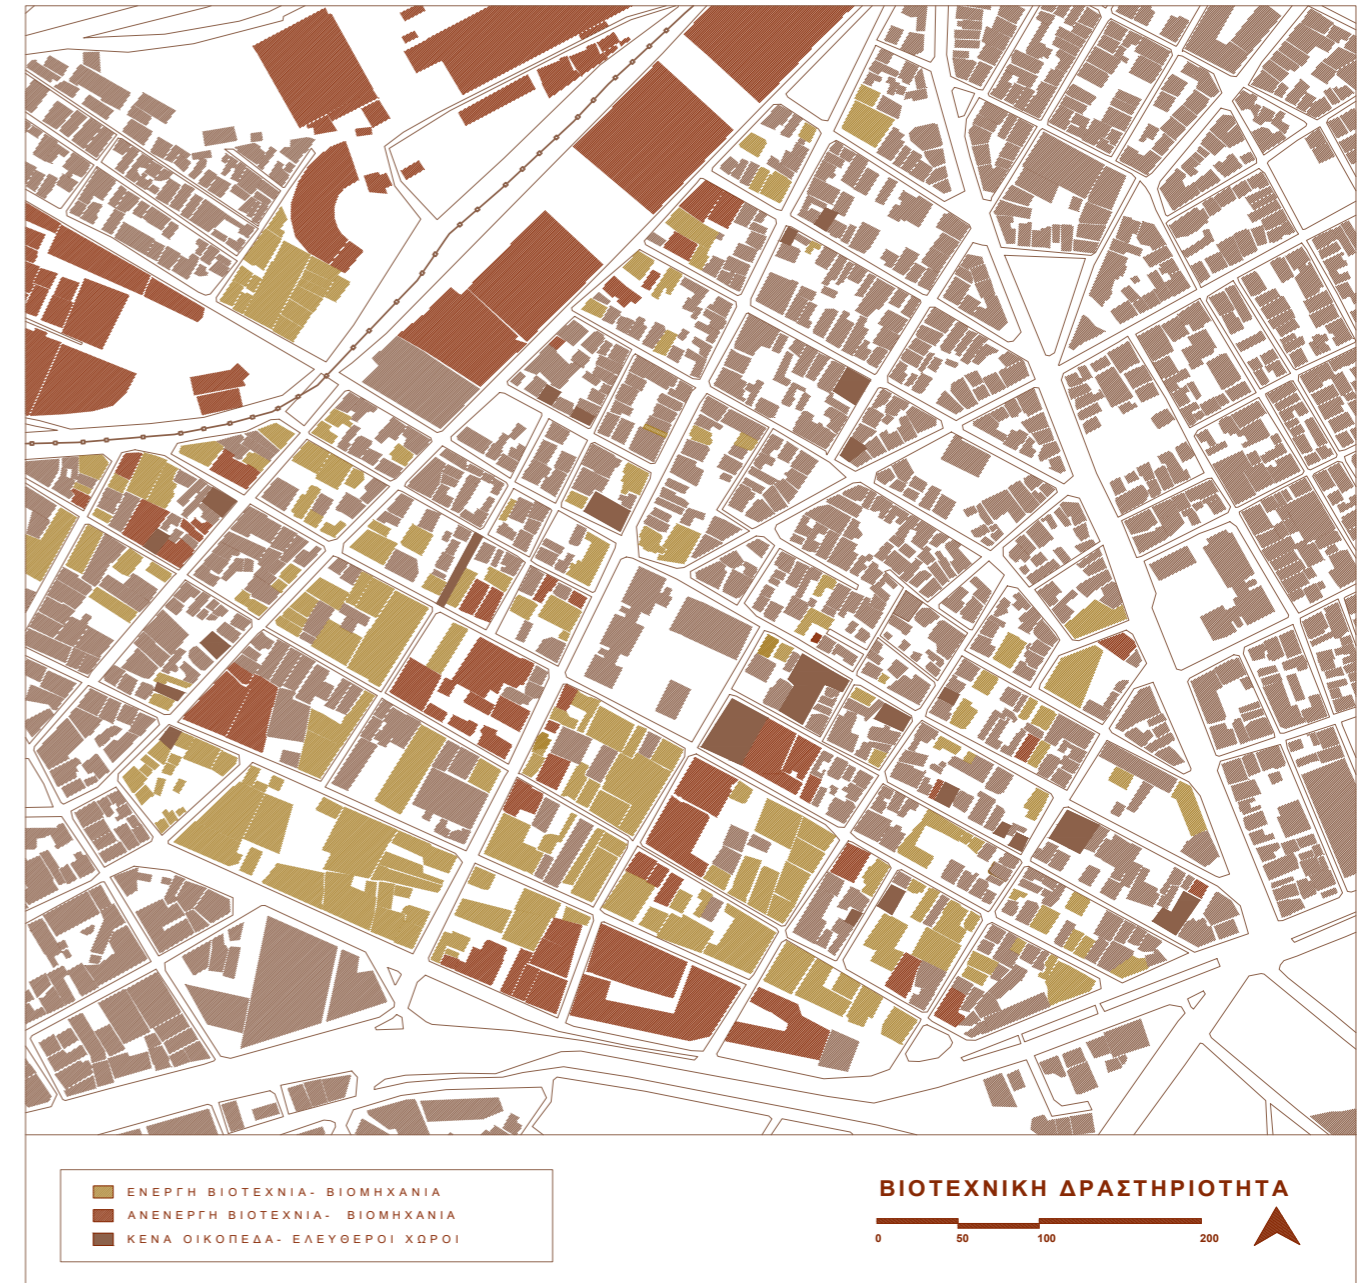 ΕΝΕΡΓΗ ΒΙΟΤΕΧΝΙΑ- ΒΙΟΜΗΧΑΝΙΑ
ΑΝΕΝΕΡΓΗ ΒΙΟΤΕΧΝΙΑ- ΒΙΟΜΗΧΑΝΙΑ
ΚΕΝΑ ΟΙΚΟΠΕΔΑ- ΕΛΕΥΘΕΡΟΙ ΧΩΡΟΙ
ΒΙΟΤΕΧΝΙΚΗ ΔΡΑΣΤΗΡΙΟΤΗΤΑ
0 50 100 200